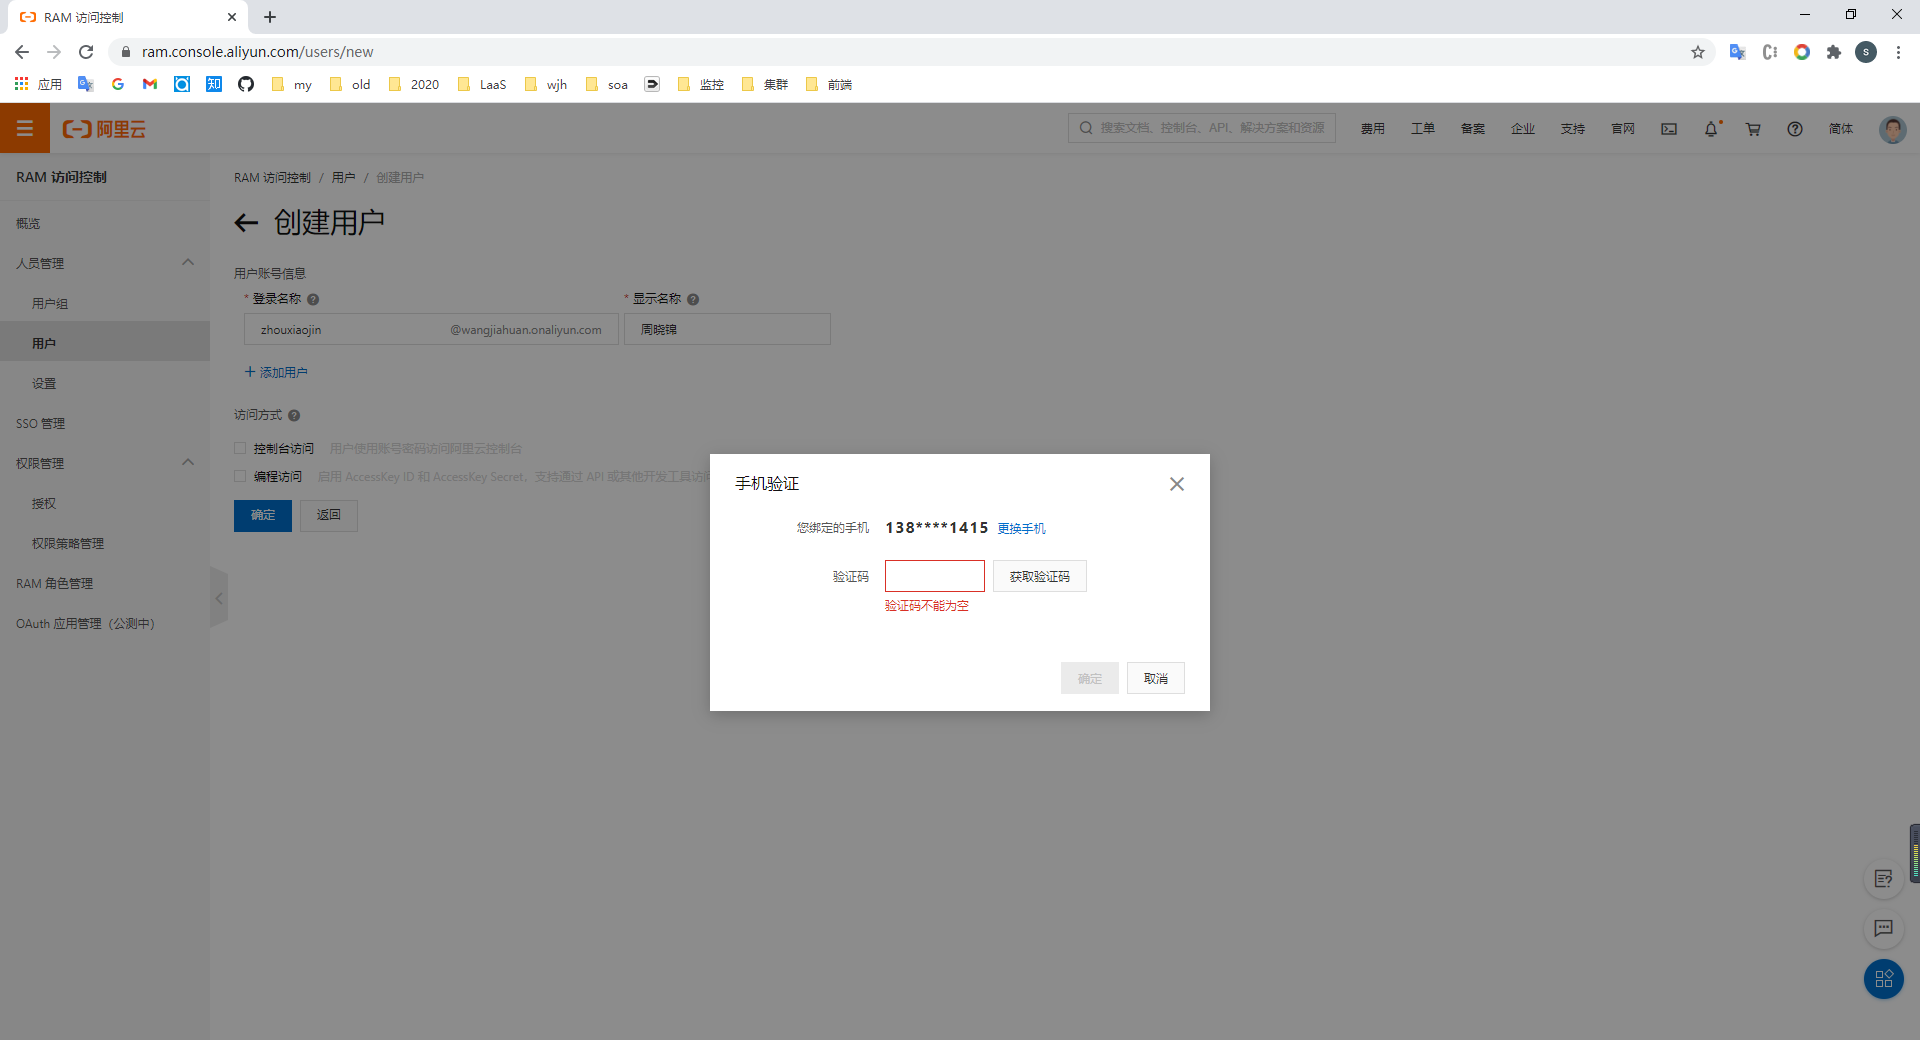 RAM 访问控制
ram.console.aliyun.com/users/new
S
应用 知 my old 2020 LaaS wjh soa 监控 集群 前端
阿里云
搜索文档、控制台、API、解决方案和资源 费用 工单 备案 企业 支持 官网 简体
RAM 访问控制
概览
人员管理
用户组
用户
设置
SSO 管理
权限管理
授权
权限策略管理
RAM 角色管理
OAuth 应用管理（公测中）
RAM 访问控制 / 用户 / 创建用户
创建用户
用户账号信息
* 登录名称 * 显示名称
zhouxiaojin @wangjiahuan.onaliyun.com 周晓锦
添加用户
访问方式
控制台访问 用户使用账号密码访问阿里云控制台
编程访问 启用 AccessKey ID 和 AccessKey Secret，支持通过 API 或其他开发工具访问
确定 返回
手机验证
您绑定的手机 138****1415 更换手机
验证码 获取验证码
验证码不能为空
确定 取消